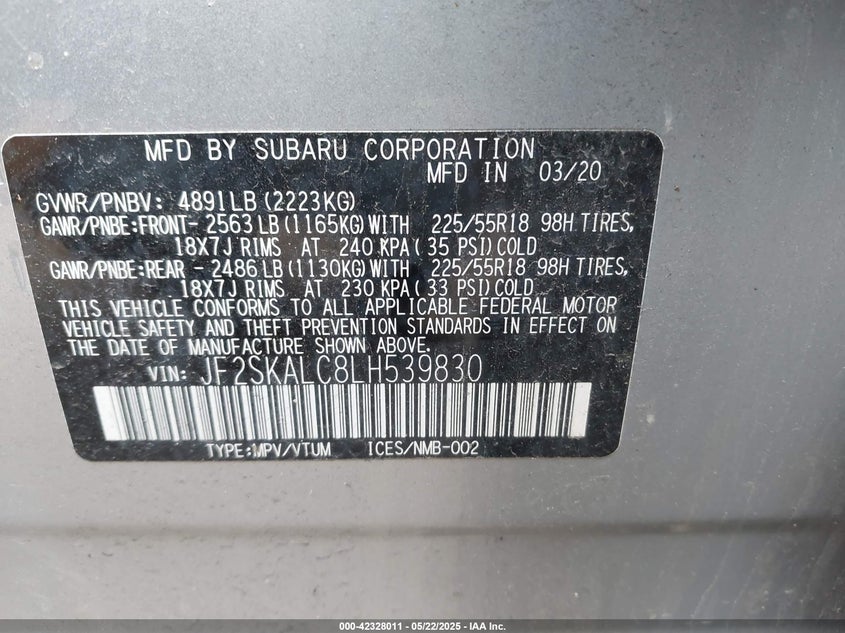 MFD BY SUBARU CORPORATION
MFD IN 03/20
GVWR/PNBV: 4891LB (2223KG)
GAWR/PNBE:FRONT- 2563LB (1165KG) WITH 225/55R18 98H TIRES,
18X7J RIMS AT 240 KPA( 35 PSI) COLD
GAWR/PNBE:REAR - 2486LB (1130KG) WITH 225/55R18 98H TIRES,
18X7J RIMS AT 230 KPA( 33 PSI) COLD
THIS VEHICLE CONFORMS TO ALL APPLICABLE FEDERAL MOTOR
VEHICLE SAFETY AND THEFT PREVENTION STANDARDS IN EFFECT ON
THE DATE OF MANUFACTURE SHOWN ABOVE.
VIN: JF2SKALC8LH539830
TYPE:MPV/VTUM ICES/NMB-002
000-42328011 - 05/22/2025 - IAA Inc.